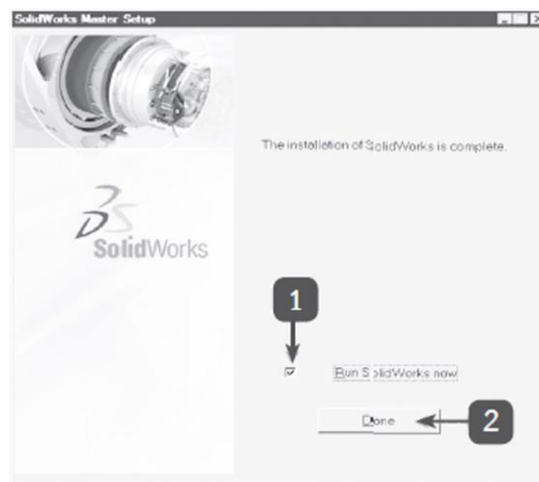 SolidWorks Master Setup
The installation of SolidWorks is complete.
SolidWorks
1
Run SolidWorks now
Done
2